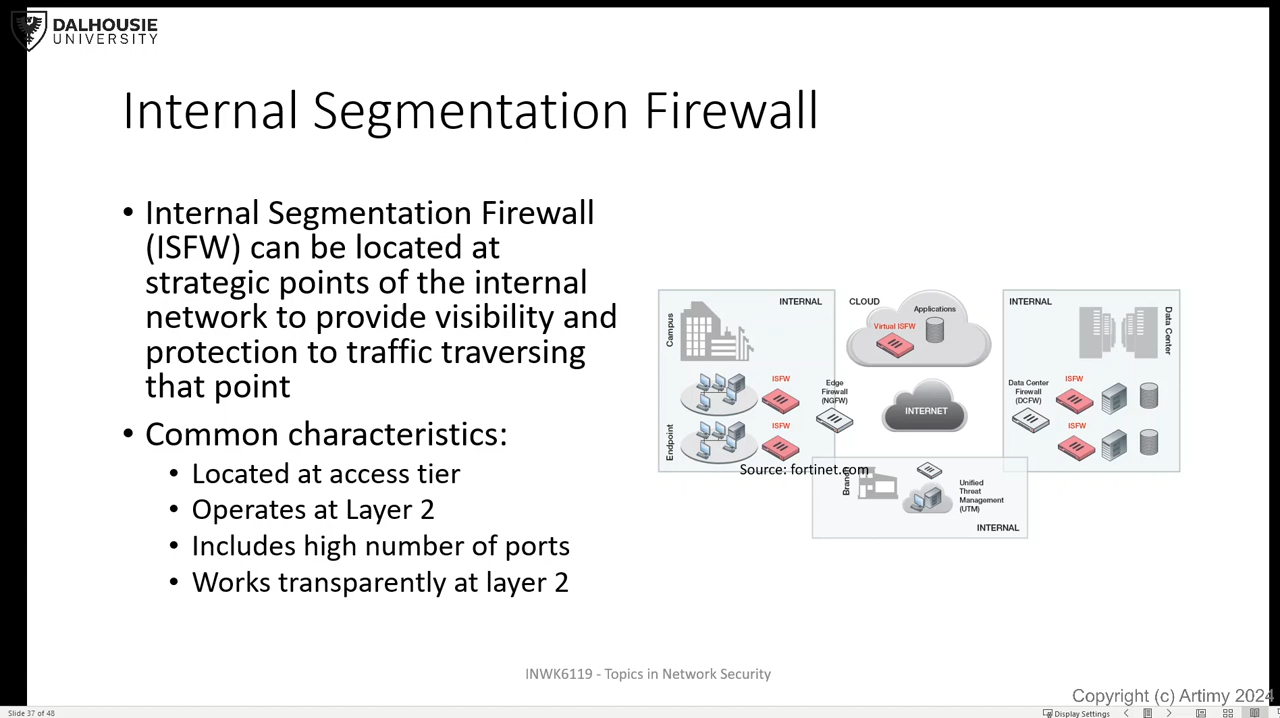 DALHOUSIE
UNIVERSITY
Internal Segmentation Firewall
• Internal Segmentation Firewall
(ISFW) can be located at
strategic points of the internal
network to provide visibility and
protection to traffic traversing
that point
• Common characteristics:
• Located at access tier
• Operates at Layer 2
• Includes high number of ports
• Works transparently at layer 2
INTERNAL
Campus
ISFW
Endpoint
ISFW
Edge
Firewall
(NGFW)
CLOUD
Applications
Virtual ISFW
INTERNET
INTERNAL
Data Center
Data Center
Firewall
(DCFW)
ISFW
ISFW
Source: fortinet.com
Branch
Unified
Threat
Management
(UTM)
INTERNAL
INWK6119 - Topics in Network Security
Copyright (c) Artimy 2024
Slide 37 of 48
Display Settings